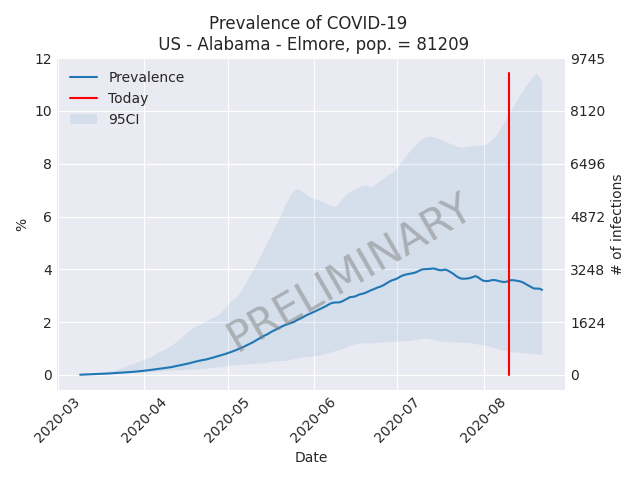 Prevalence of COVID-19
US - Alabama - Elmore, pop. = 81209
12
10
8
6
4
2
0
%
9745
8120
6496
4872
3248
1624
0
# of infections
Prevalence
Today
95CI
PRELIMINARY
2020-03
2020-04
2020-05
2020-06
2020-07
2020-08
Date